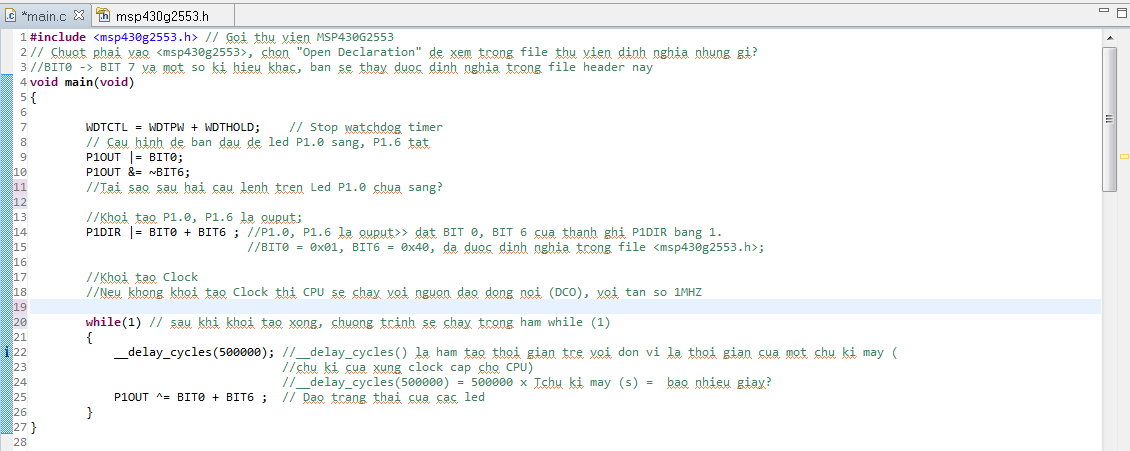 *main.c msp430g2553.h
1 #include <msp430g2553.h> // Goi thu vien MSP430G2553
2 // Chuot phai vao <msp430g2553>, chon "Open Declaration" de xem trong file thu vien dinh nghia nhung gi?
3 //BIT0 -> BIT 7 va mot so ki hieu khac, ban se thay duoc dinh nghia trong file header nay
4 void main(void)
5 {
6
7 WDTCTL = WDTPW + WDTHOLD; // Stop watchdog timer
8 // Cau hinh de ban dau de led P1.0 sang, P1.6 tat
9 P1OUT |= BIT0;
10 P1OUT &= ~BIT6;
11 //Tai sao sau hai cau lenh tren Led P1.0 chua sang?
12
13 //Khoi tao P1.0, P1.6 la ouput;
14 P1DIR |= BIT0 + BIT6 ; //P1.0, P1.6 la ouput>> dat BIT 0, BIT 6 cua thanh ghi P1DIR bang 1.
15 //BIT0 = 0x01, BIT6 = 0x40, da duoc dinh nghia trong file <msp430g2553.h>;
16
17 //Khoi tao Clock
18 //Neu khong khoi tao Clock thi CPU se chay voi nguon dao dong noi (DCO), voi tan so 1MHZ
19
20 while(1) // sau khi khoi tao xong, chuong trinh se chay trong ham while (1)
21 {
22 __delay_cycles(500000); //__delay_cycles() la ham tao thoi gian tre voi don vi la thoi gian cua mot chu ki may (
23 //chu ki cua xung clock cap cho CPU)
24 //__delay_cycles(500000) = 500000 x Tchu ki may (s) = bao nhieu giay?
25 P1OUT ^= BIT0 + BIT6 ; // Dao trang thai cua cac led
26 }
27 }
28